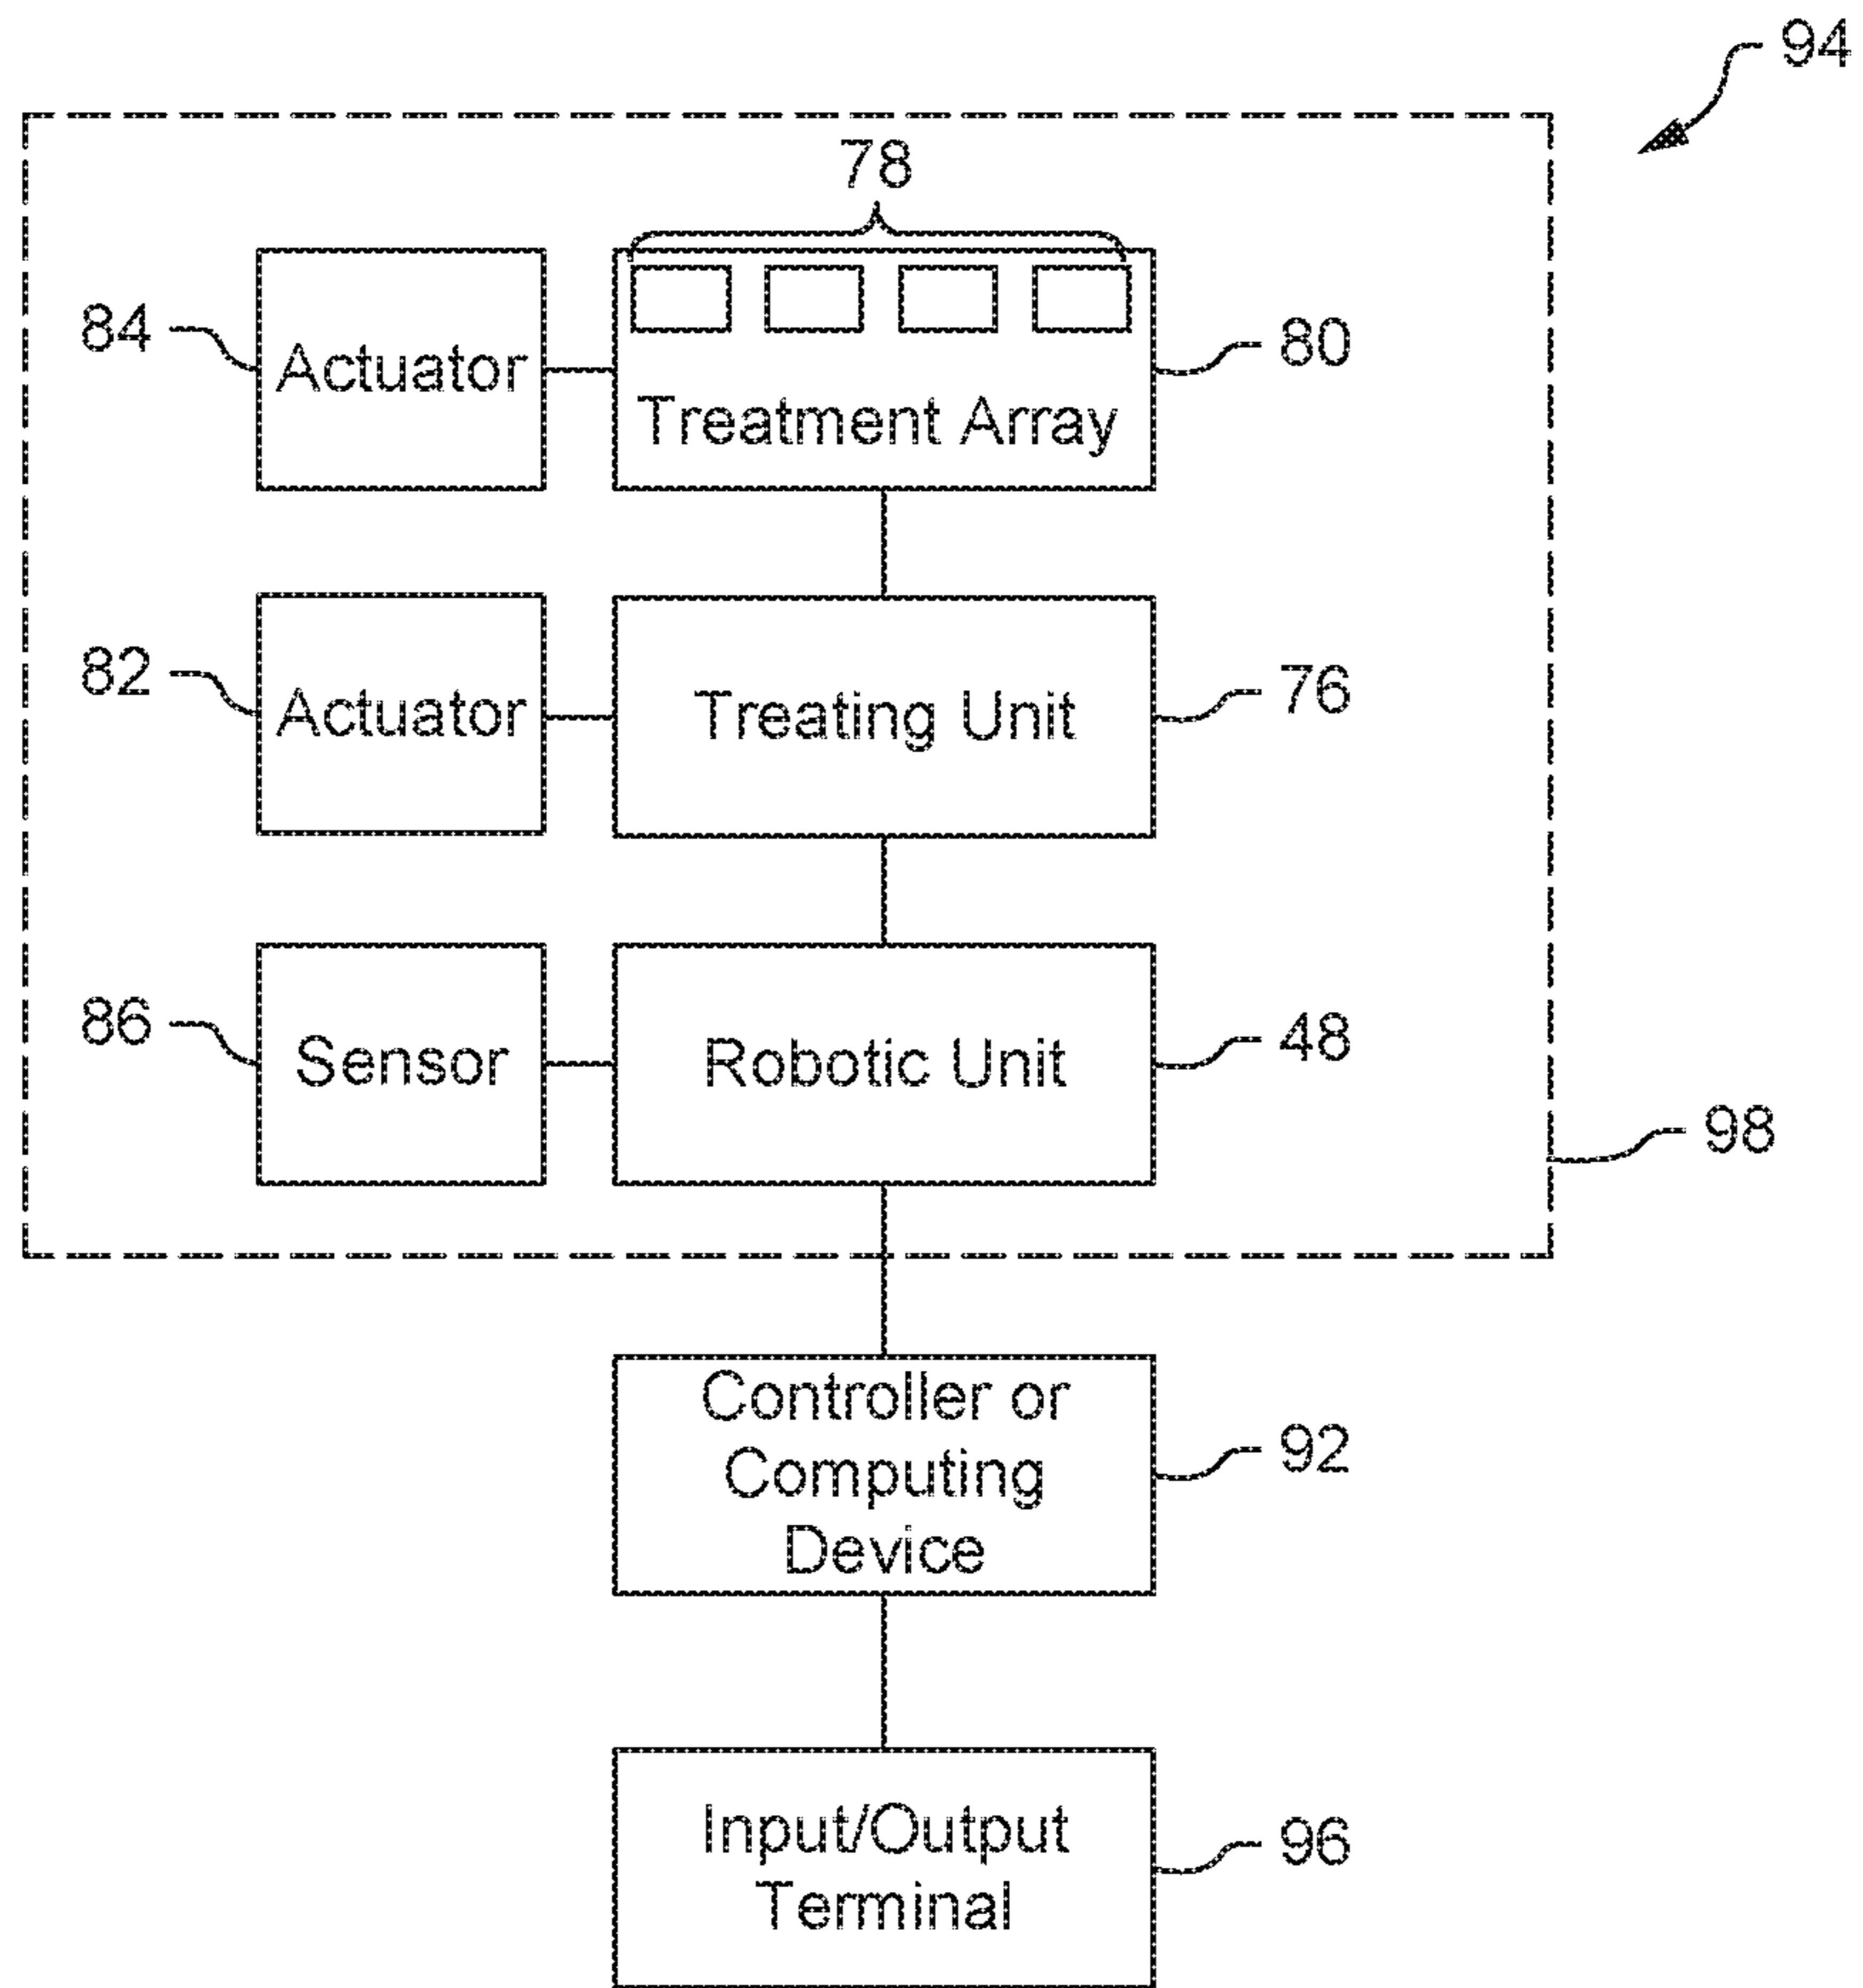 94
78
84
Actuator
80
Treatment Array
82
Actuator
Treating Unit
76
86
Sensor
Robotic Unit
48
98
Controller or
Computing
Device
92
Input/Output
Terminal
96